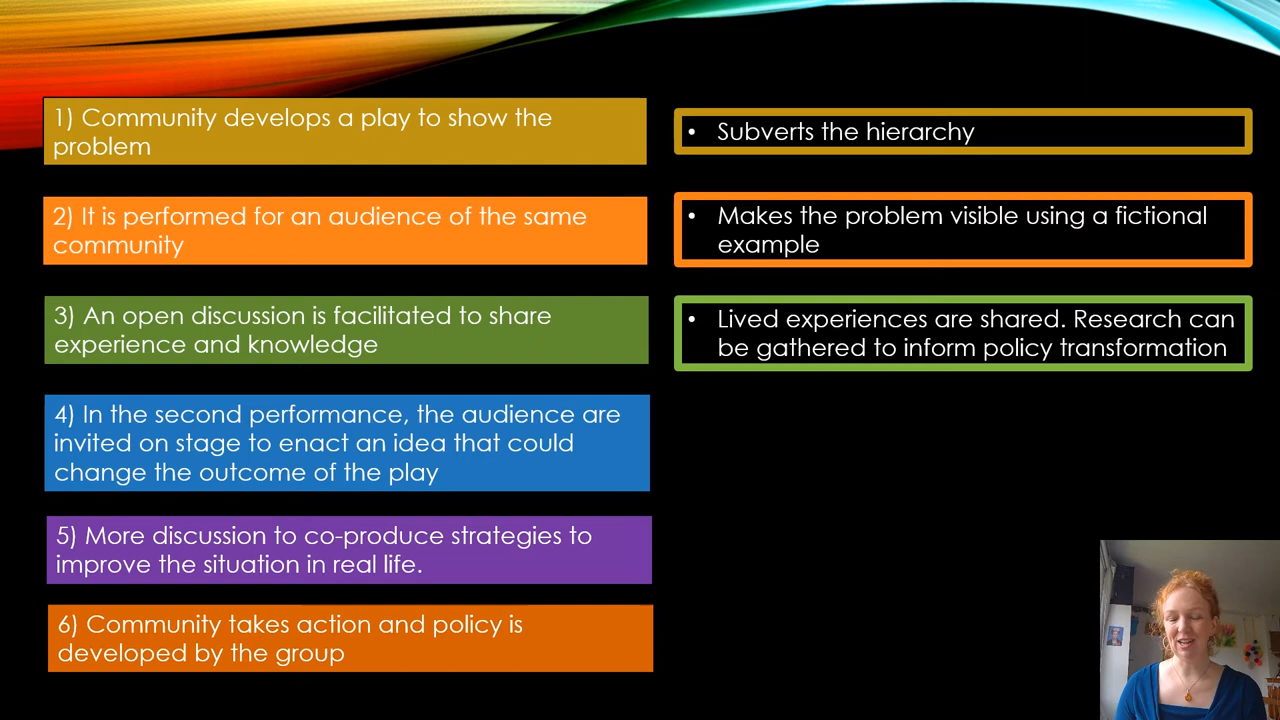 1) Community develops a play to show the
problem
• Subverts the hierarchy
2) It is performed for an audience of the same
community
• Makes the problem visible using a fictional
example
3) An open discussion is facilitated to share
experience and knowledge
• Lived experiences are shared. Research can
be gathered to inform policy transformation
4) In the second performance, the audience are
invited on stage to enact an idea that could
change the outcome of the play
5) More discussion to co-produce strategies to
improve the situation in real life.
6) Community takes action and policy is
developed by the group